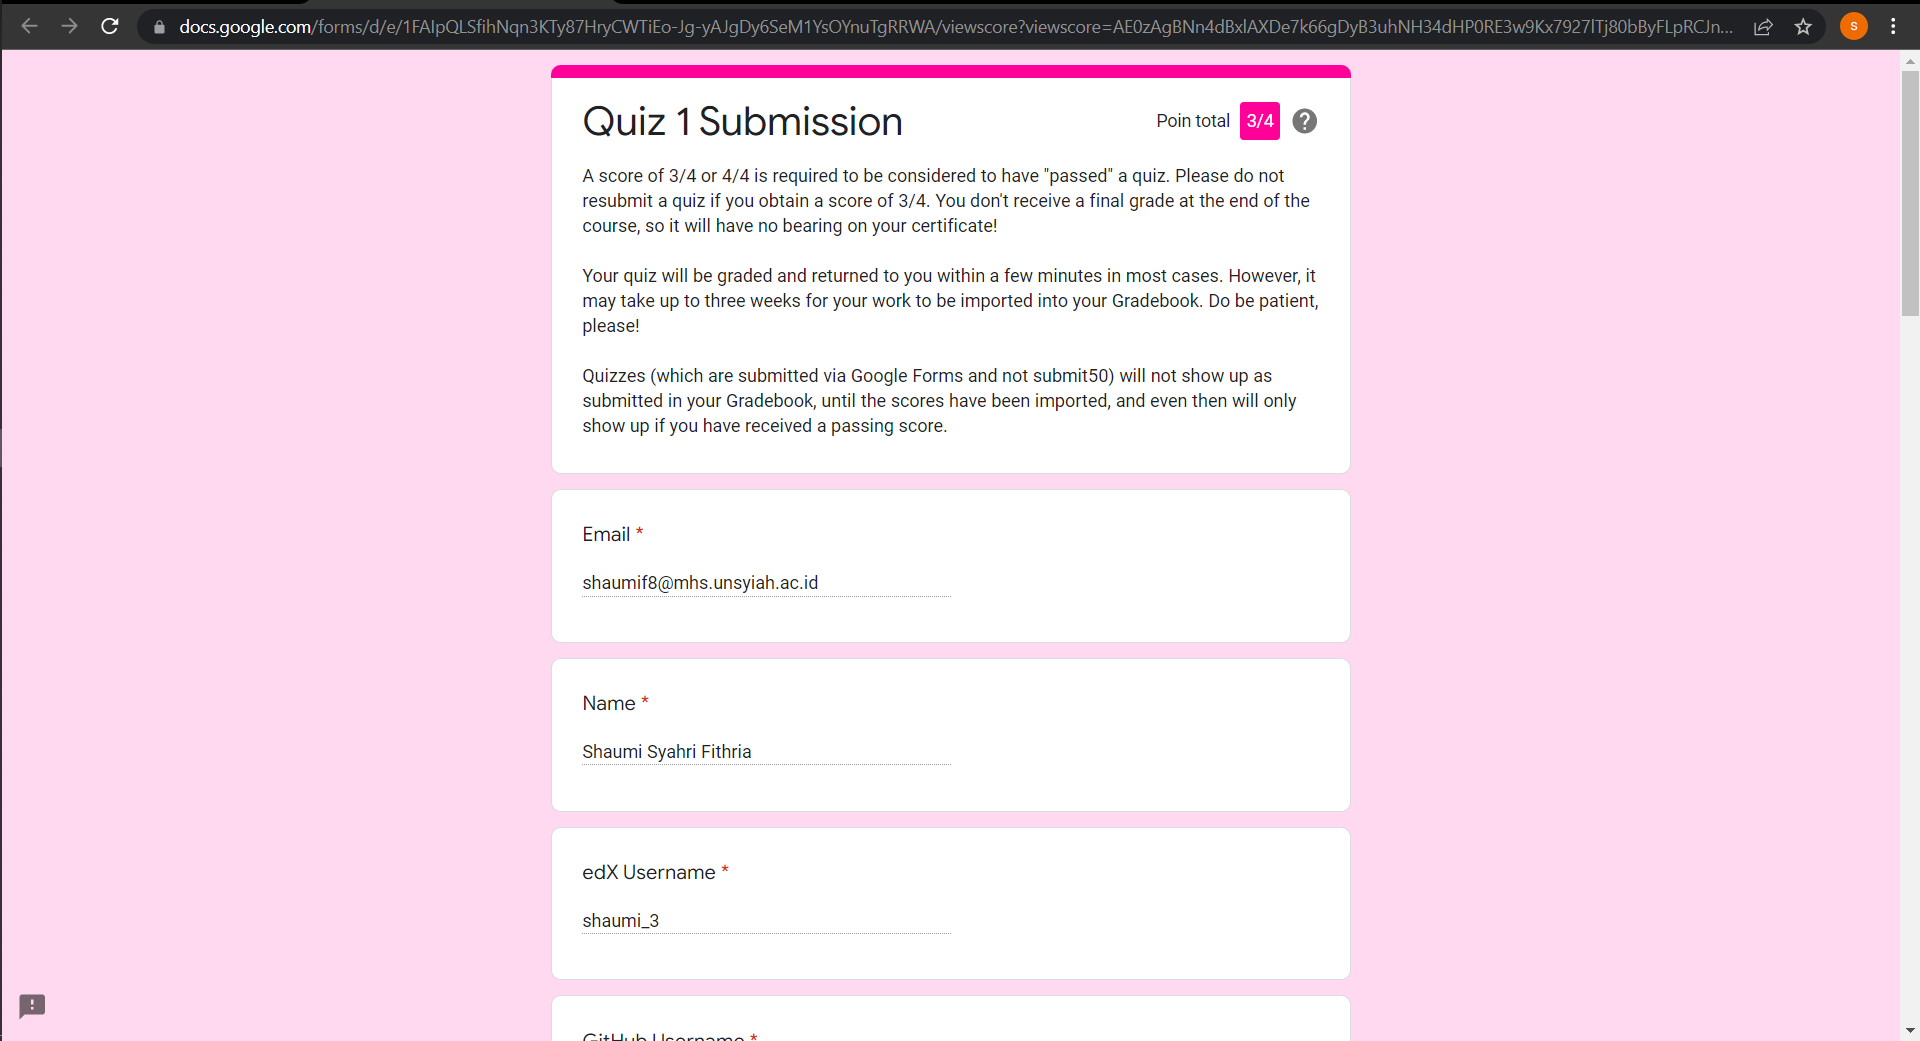 docs.google.com/forms/d/e/1FAIpQLSfihNqn3KTy87HryCWTiEo-Jg-yAJgDy6SeM1YsOYnuTgRRWA/viewscore?viewscore=AE0zAgBNn4dBxlAXDe7k66gDyB3uhNH34dHP0RE3w9Kx7927lTj80bByFLpRCJn...
S
Quiz 1 Submission
Poin total 3/4
A score of 3/4 or 4/4 is required to be considered to have "passed" a quiz. Please do not
resubmit a quiz if you obtain a score of 3/4. You don't receive a final grade at the end of the
course, so it will have no bearing on your certificate!
Your quiz will be graded and returned to you within a few minutes in most cases. However, it
may take up to three weeks for your work to be imported into your Gradebook. Do be patient,
please!
Quizzes (which are submitted via Google Forms and not submit50) will not show up as
submitted in your Gradebook, until the scores have been imported, and even then will only
show up if you have received a passing score.
Email *
shaumif8@mhs.unsyiah.ac.id
Name *
Shaumi Syahri Fithria
edX Username *
shaumi_3
GitHub Username *